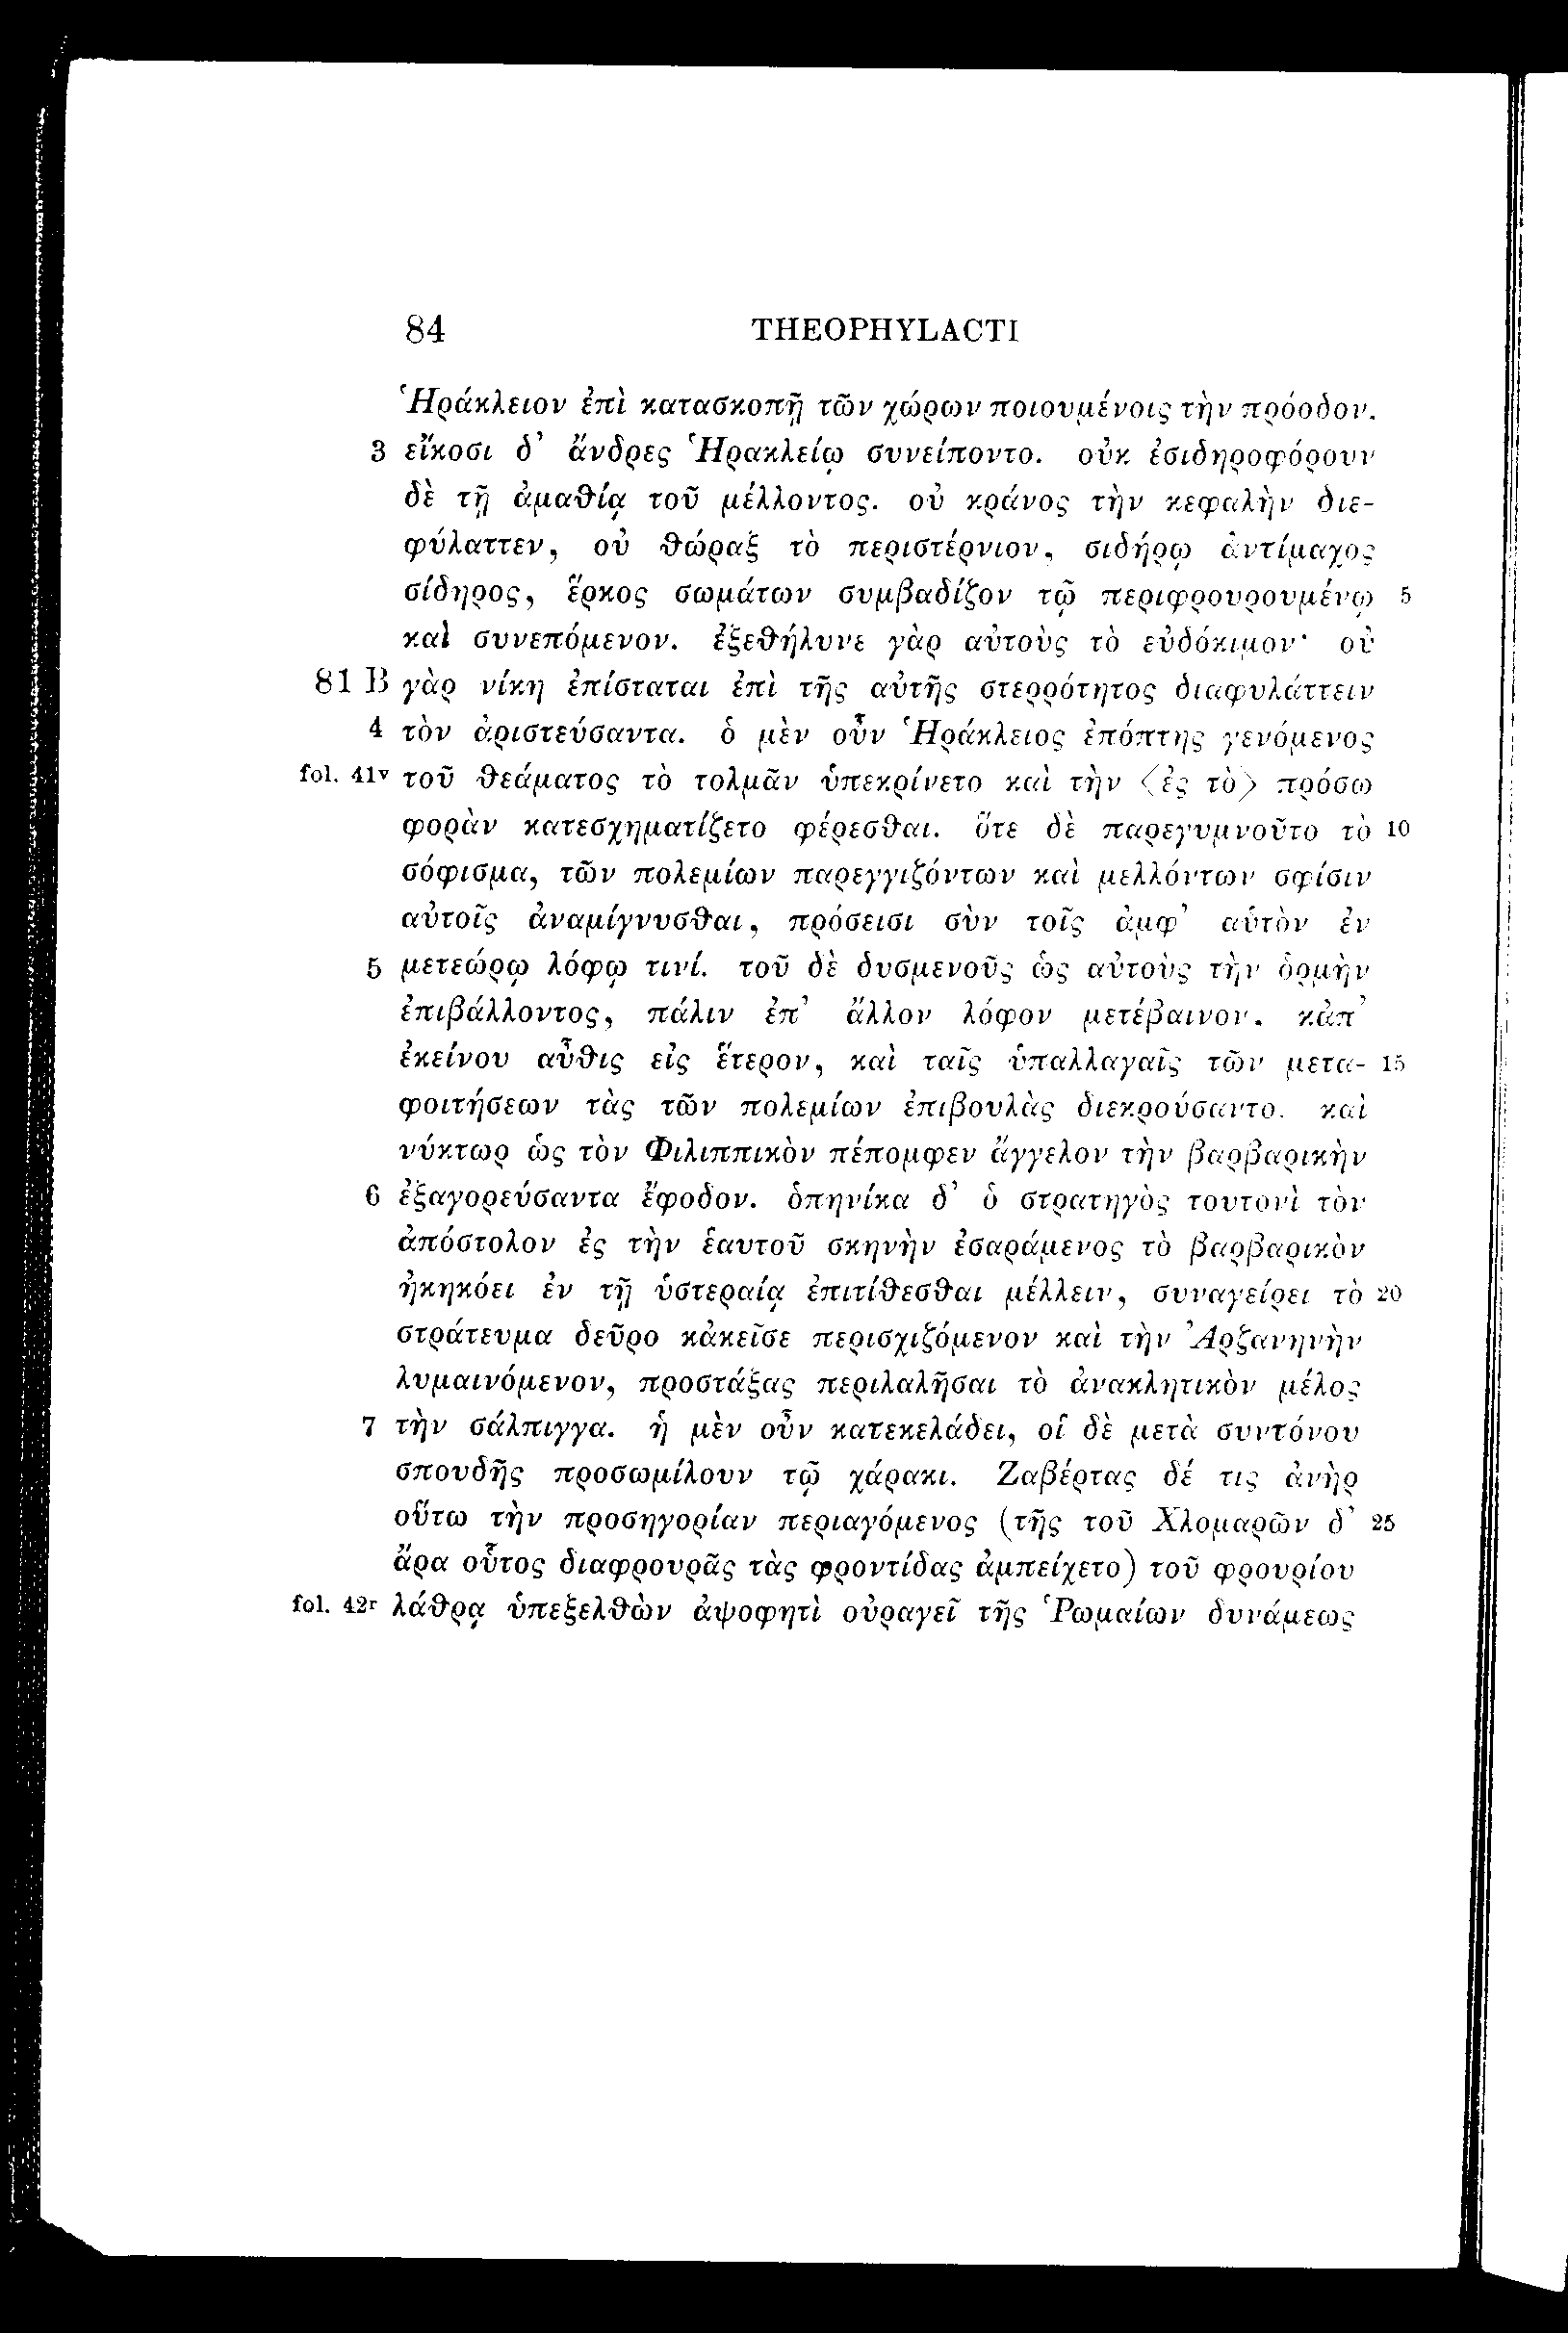 84 THEOPHYLACTI
Ἡράκλειον ἐπὶ κατασκοπῇ τῶν χώρων ποιουμένοις τὴν πρόοδον.
3 εἴκοσι δ’ ἄνδρες Ἡρακλείῳ συνείποντο. οὐκ ἐσιδηροφόρουν
δὲ τῇ ἀμαθίᾳ τοῦ μέλλοντος. οὐ κράνος τὴν κεφαλὴν διε-
φύλαττεν, οὐ θώραξ τὸ περιστέρνιον, σιδήρῳ ἀντίμαχος
σίδηρος, ἕρκος σωμάτων συμβαδίζον τῷ περιφρουρουμένῳ 5
καὶ συνεπόμενον. ἐξεθήλυνε γὰρ αὐτοὺς τὸ εὐδόκιμον· οὐ
81 B γὰρ νίκη ἐπίσταται ἐπὶ τῆς αὐτῆς στερρότητος διαφυλάττειν
4 τὸν ἀριστεύσαντα. ὁ μὲν οὖν Ἡράκλειος ἐπόπτης γενόμενος
fol. 41v τοῦ θεάματος τὸ τολμᾶν ὑπεκρίνετο καὶ τὴν <ἐς τὸ> πρόσω
φορὰν κατεσχηματίζετο φέρεσθαι. ὅτε δὲ παρεγυμνοῦτο τὸ 10
σόφισμα, τῶν πολεμίων παρεγγιζόντων καὶ μελλόντων σφίσιν
αὐτοῖς ἀναμίγνυσθαι, πρόσεισι σὺν τοῖς ἀμφ’ αὑτὸν ἐν
5 μετεώρῳ λόφῳ τινί. τοῦ δὲ δυσμενοῦς ὡς αὐτοὺς τὴν ὁρμὴν
ἐπιβάλλοντος, πάλιν ἐπ’ ἄλλον λόφον μετέβαινον, κἀπ’
ἐκείνου αὖθις εἰς ἕτερον, καὶ ταῖς ὑπαλλαγαῖς τῶν μετα- 15
φοιτήσεων τὰς τῶν πολεμίων ἐπιβουλὰς διεκρούσαντο. καὶ
νύκτωρ ὡς τὸν Φιλιππικὸν πέπομφεν ἄγγελον τὴν βαρβαρικὴν
6 ἐξαγορεύσαντα ἔφοδον. ὁπηνίκα δ’ ὁ στρατηγὸς τουτονὶ τὸν
ἀπόστολον ἐς τὴν ἑαυτοῦ σκηνὴν ἐσαράμενος τὸ βαρβαρικὸν
ἠκηκόει ἐν τῇ ὑστεραίᾳ ἐπιτίθεσθαι μέλλειν, συναγείρει τὸ 20
στράτευμα δεῦρο κἀκεῖσε περισχιζόμενον καὶ τὴν Ἀρζανηνὴν
λυμαινόμενον, προστάξας περιλαλῆσαι τὸ ἀνακλητικὸν μέλος
7 τὴν σάλπιγγα. ἡ μὲν οὖν κατεκελάδει, οἱ δὲ μετὰ συντόνου
σπουδῆς προσωμίλουν τῷ χάρακι. Ζαβέρτας δέ τις ἀνὴρ
οὕτω τὴν προσηγορίαν περιαγόμενος (τῆς τοῦ Χλομαρῶν δ’ 25
ἄρα οὗτος διαφρουρᾶς τὰς φροντίδας ἀμπείχετο) τοῦ φρουρίου
fol. 42r λάθρᾳ ὑπεξελθὼν ἀψοφητὶ οὐραγεῖ τῆς Ῥωμαίων δυνάμεως